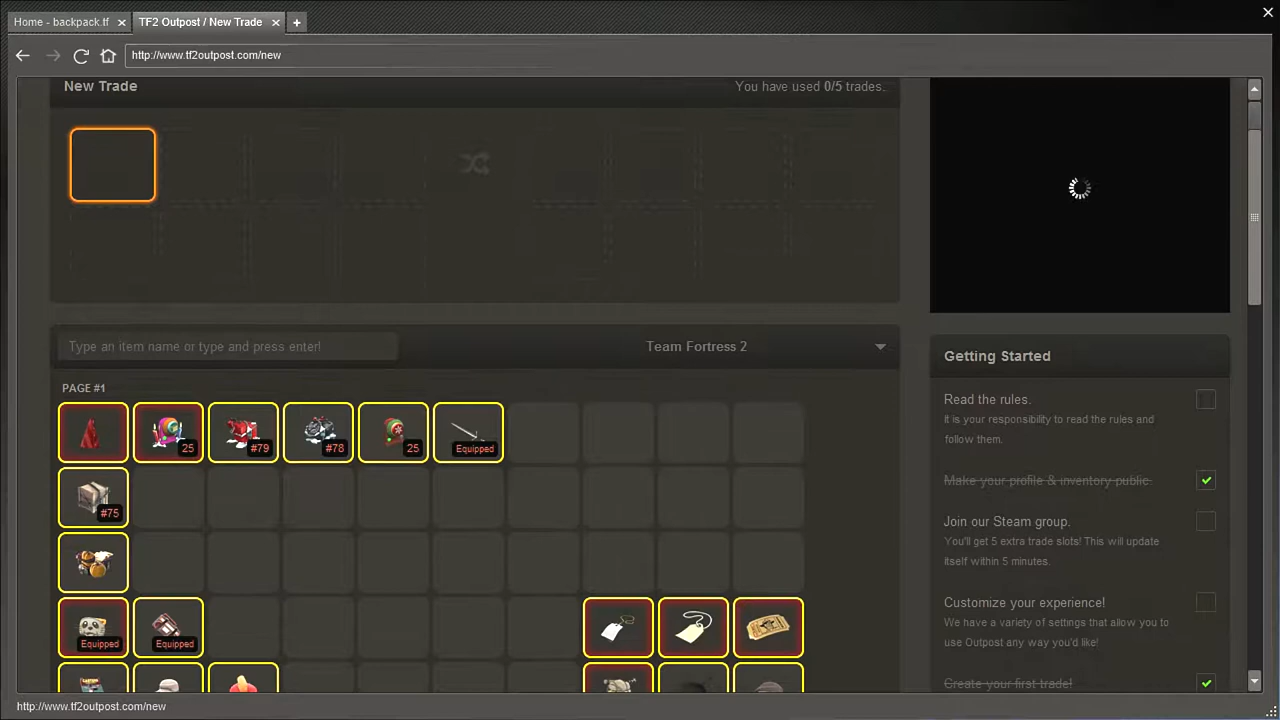 Home - backpack.tf
TF2 Outpost / New Trade
http://www.tf2outpost.com/new
New Trade
You have used 0/5 trades.
Type an item name or type and press enter!
Team Fortress 2
Getting Started
PAGE #1
Read the rules.
It is your responsibility to read the rules and
follow them.
25
#79
#78
25
Equipped
Make your profile & inventory public.
#75
Join our Steam group.
You'll get 5 extra trade slots! This will update
itself within 5 minutes.
Customize your experience!
We have a variety of settings that allow you to
use Outpost any way you'd like!
Equipped
Equipped
Create your first trade!
http://www.tf2outpost.com/new